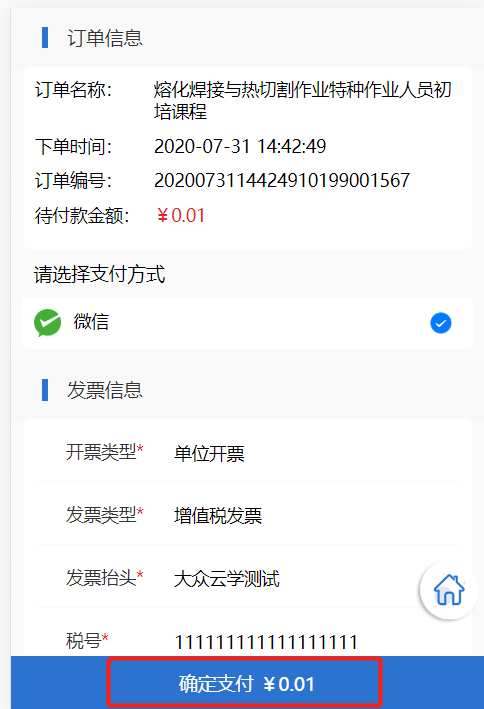 订单信息
订单名称： 熔化焊接与热切割作业特种作业人员初
培课程
下单时间： 2020-07-31 14:42:49
订单编号： 2020073114424910199001567
待付款金额： ¥0.01
请选择支付方式
微信
发票信息
开票类型* 单位开票
发票类型* 增值税发票
发票抬头* 大众云学测试
税号* 111111111111111111
确定支付 ¥0.01